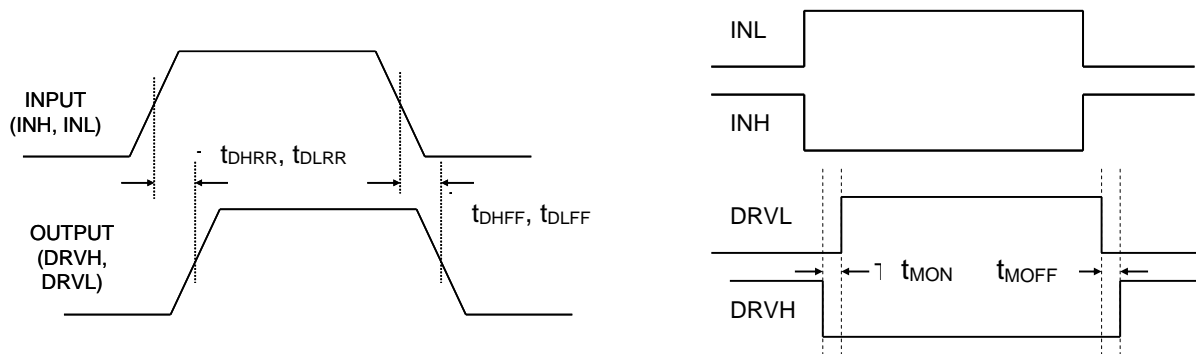 INPUT
(INH, INL)
tDHRR, tDLRR
tDHFF, tDLFF
OUTPUT
(DRVH,
DRVL)
INL
INH
DRVL
tMON
tMOFF
DRVH